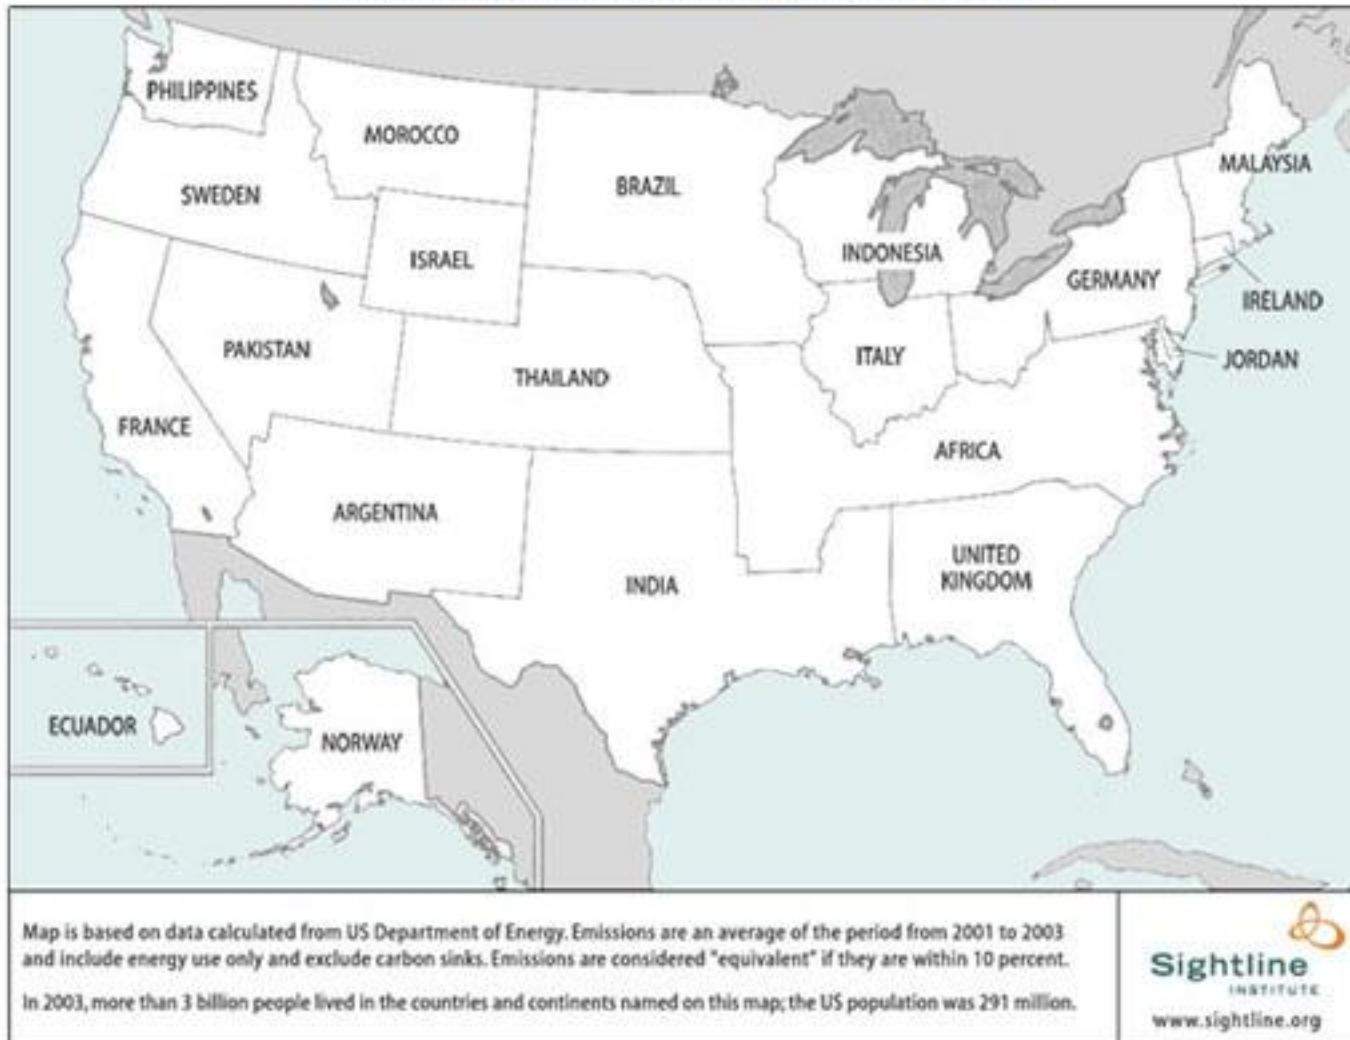 PHILIPPINES
MOROCCO
MALAYSIA
BRAZIL
SWEDEN
INDONESIA
ISRAEL
GERMANY
IRELAND
PAKISTAN
ITALY
JORDAN
THAILAND
FRANCE
AFRICA
ARGENTINA
UNITED
KINGDOM
INDIA
ECUADOR
NORWAY
Map is based on data calculated from US Department of Energy. Emissions are an average of the period from 2001 to 2003
and include energy use only and exclude carbon sinks. Emissions are considered "equivalent" if they are within 10 percent.
In 2003, more than 3 billion people lived in the countries and continents named on this map; the US population was 291 million.
Sightline
INSTITUTE
www.sightline.org